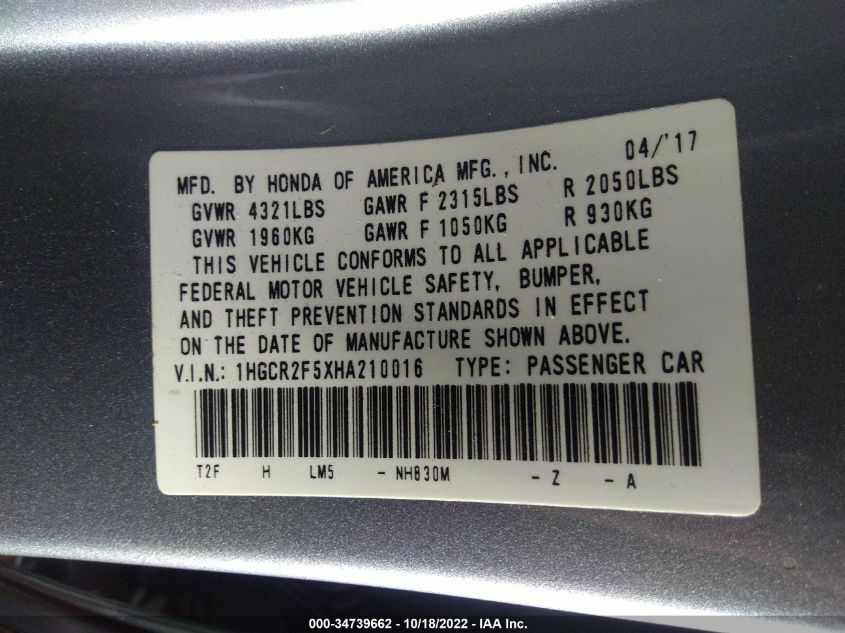 04/'17
MFD. BY HONDA OF AMERICA MFG., INC.
GVWR 4321LBS GAWR F 2315LBS R 2050LBS
GVWR 1960KG GAWR F 1050KG R 930KG
THIS VEHICLE CONFORMS TO ALL APPLICABLE
FEDERAL MOTOR VEHICLE SAFETY, BUMPER,
AND THEFT PREVENTION STANDARDS IN EFFECT
ON THE DATE OF MANUFACTURE SHOWN ABOVE.
V.I.N.: 1HGCR2F5XHA210016 TYPE: PASSENGER CAR
T2F H LM5 - NH830M - Z - A
000-34739662 - 10/18/2022 - IAA Inc.